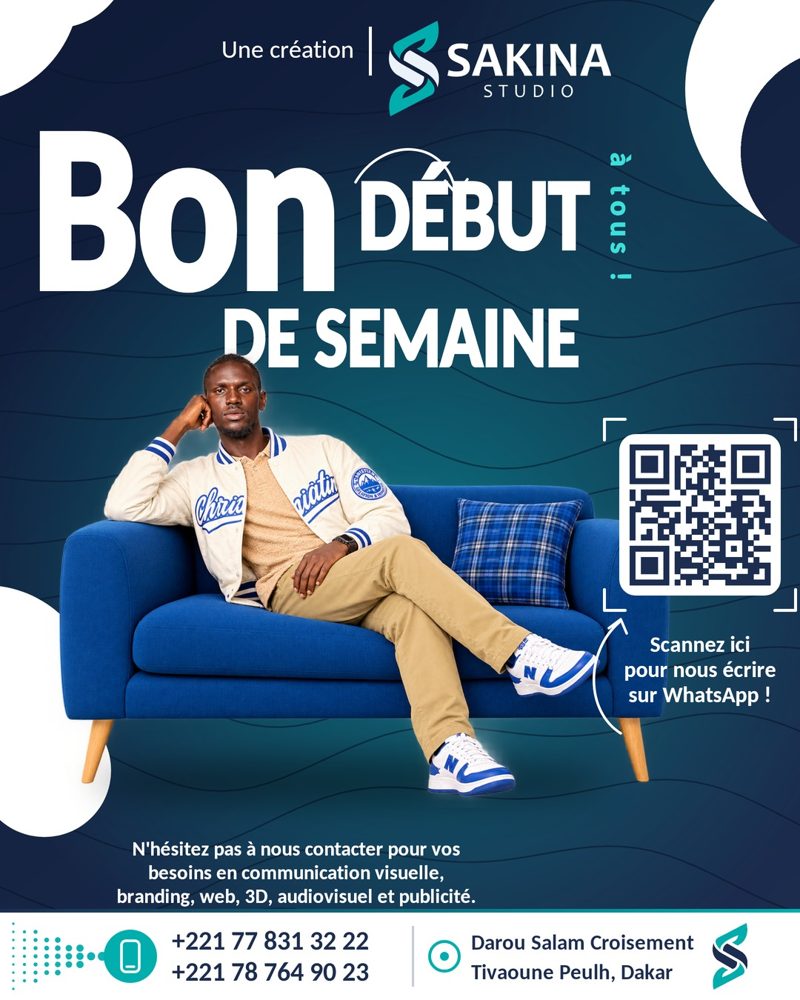 Une création
SAKINA
STUDIO
Bon DÉBUT
à tous !
DE SEMAINE
N
N
Scannez ici
pour nous écrire
sur WhatsApp !
N'hésitez pas à nous contacter pour vos
besoins en communication visuelle,
branding, web, 3D, audiovisuel et publicité.
+221 77 831 32 22
+221 78 764 90 23
Darou Salam Croisement
Tivaoune Peulh, Dakar